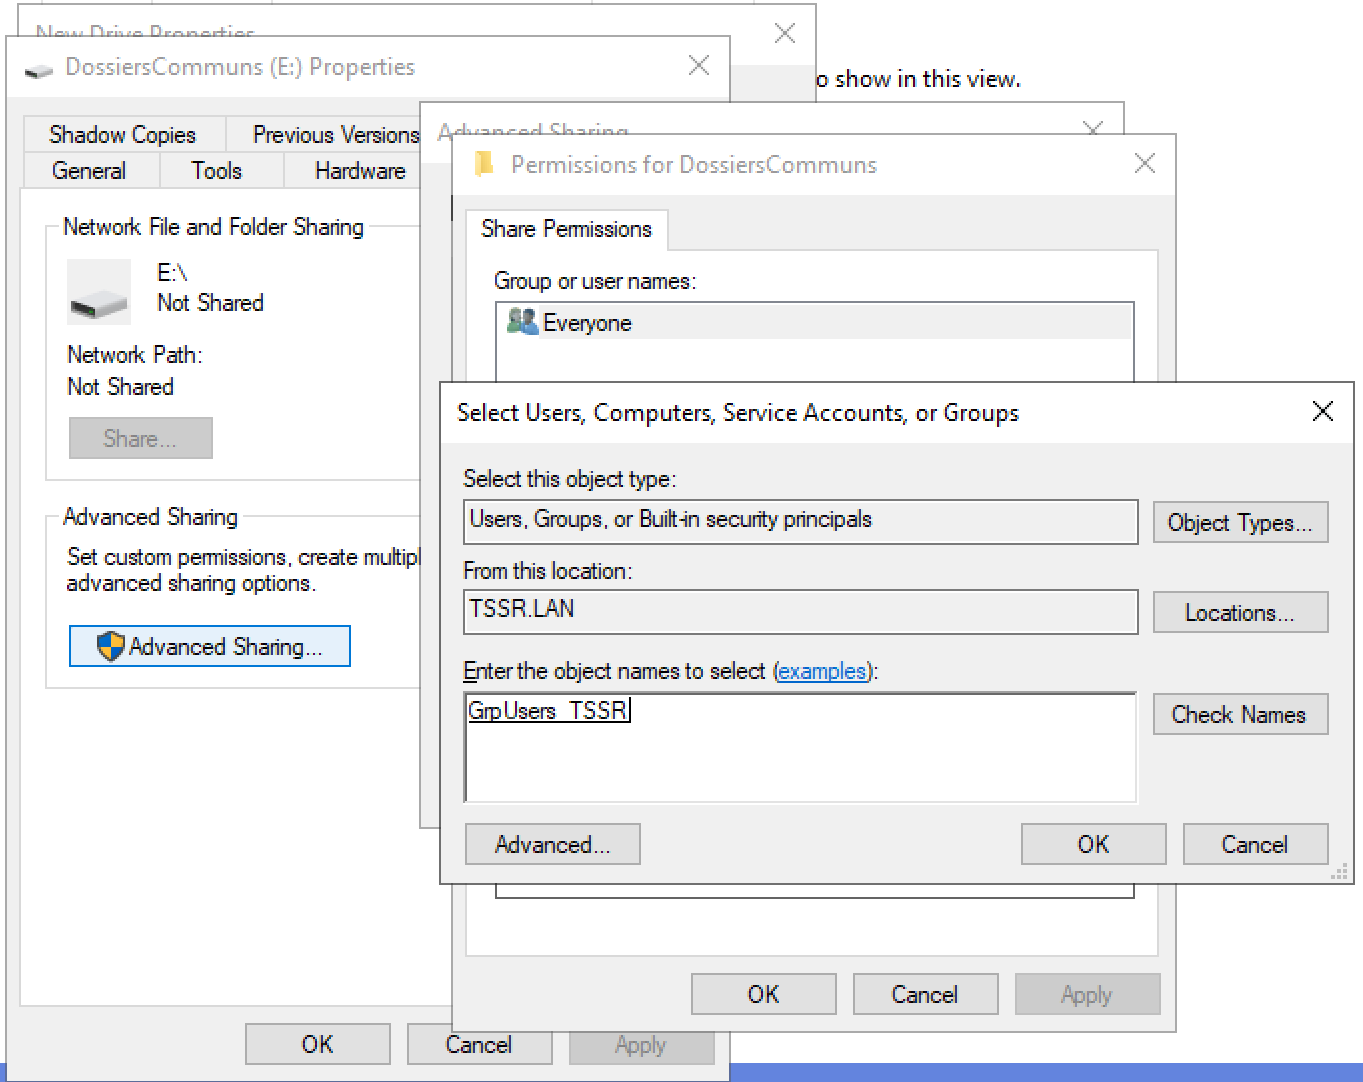 New Drive Properties
DossiersCommuns (E:) Properties
o show in this view.
Shadow Copies
Previous Versions
General
Tools
Hardware
Network File and Folder Sharing
E:\
Not Shared
Network Path:
Not Shared
Share...
Advanced Sharing
Set custom permissions, create multipl
advanced sharing options.
Advanced Sharing...
OK
Cancel
Apply
Advanced Sharing
Permissions for DossiersCommuns
Share Permissions
Group or user names:
Everyone
Select Users, Computers, Service Accounts, or Groups
Select this object type:
Users, Groups, or Built-in security principals
Object Types...
From this location:
TSSR.LAN
Locations...
Enter the object names to select (examples):
GrpUsers_TSSR
Check Names
Advanced...
OK
Cancel
OK
Cancel
Apply